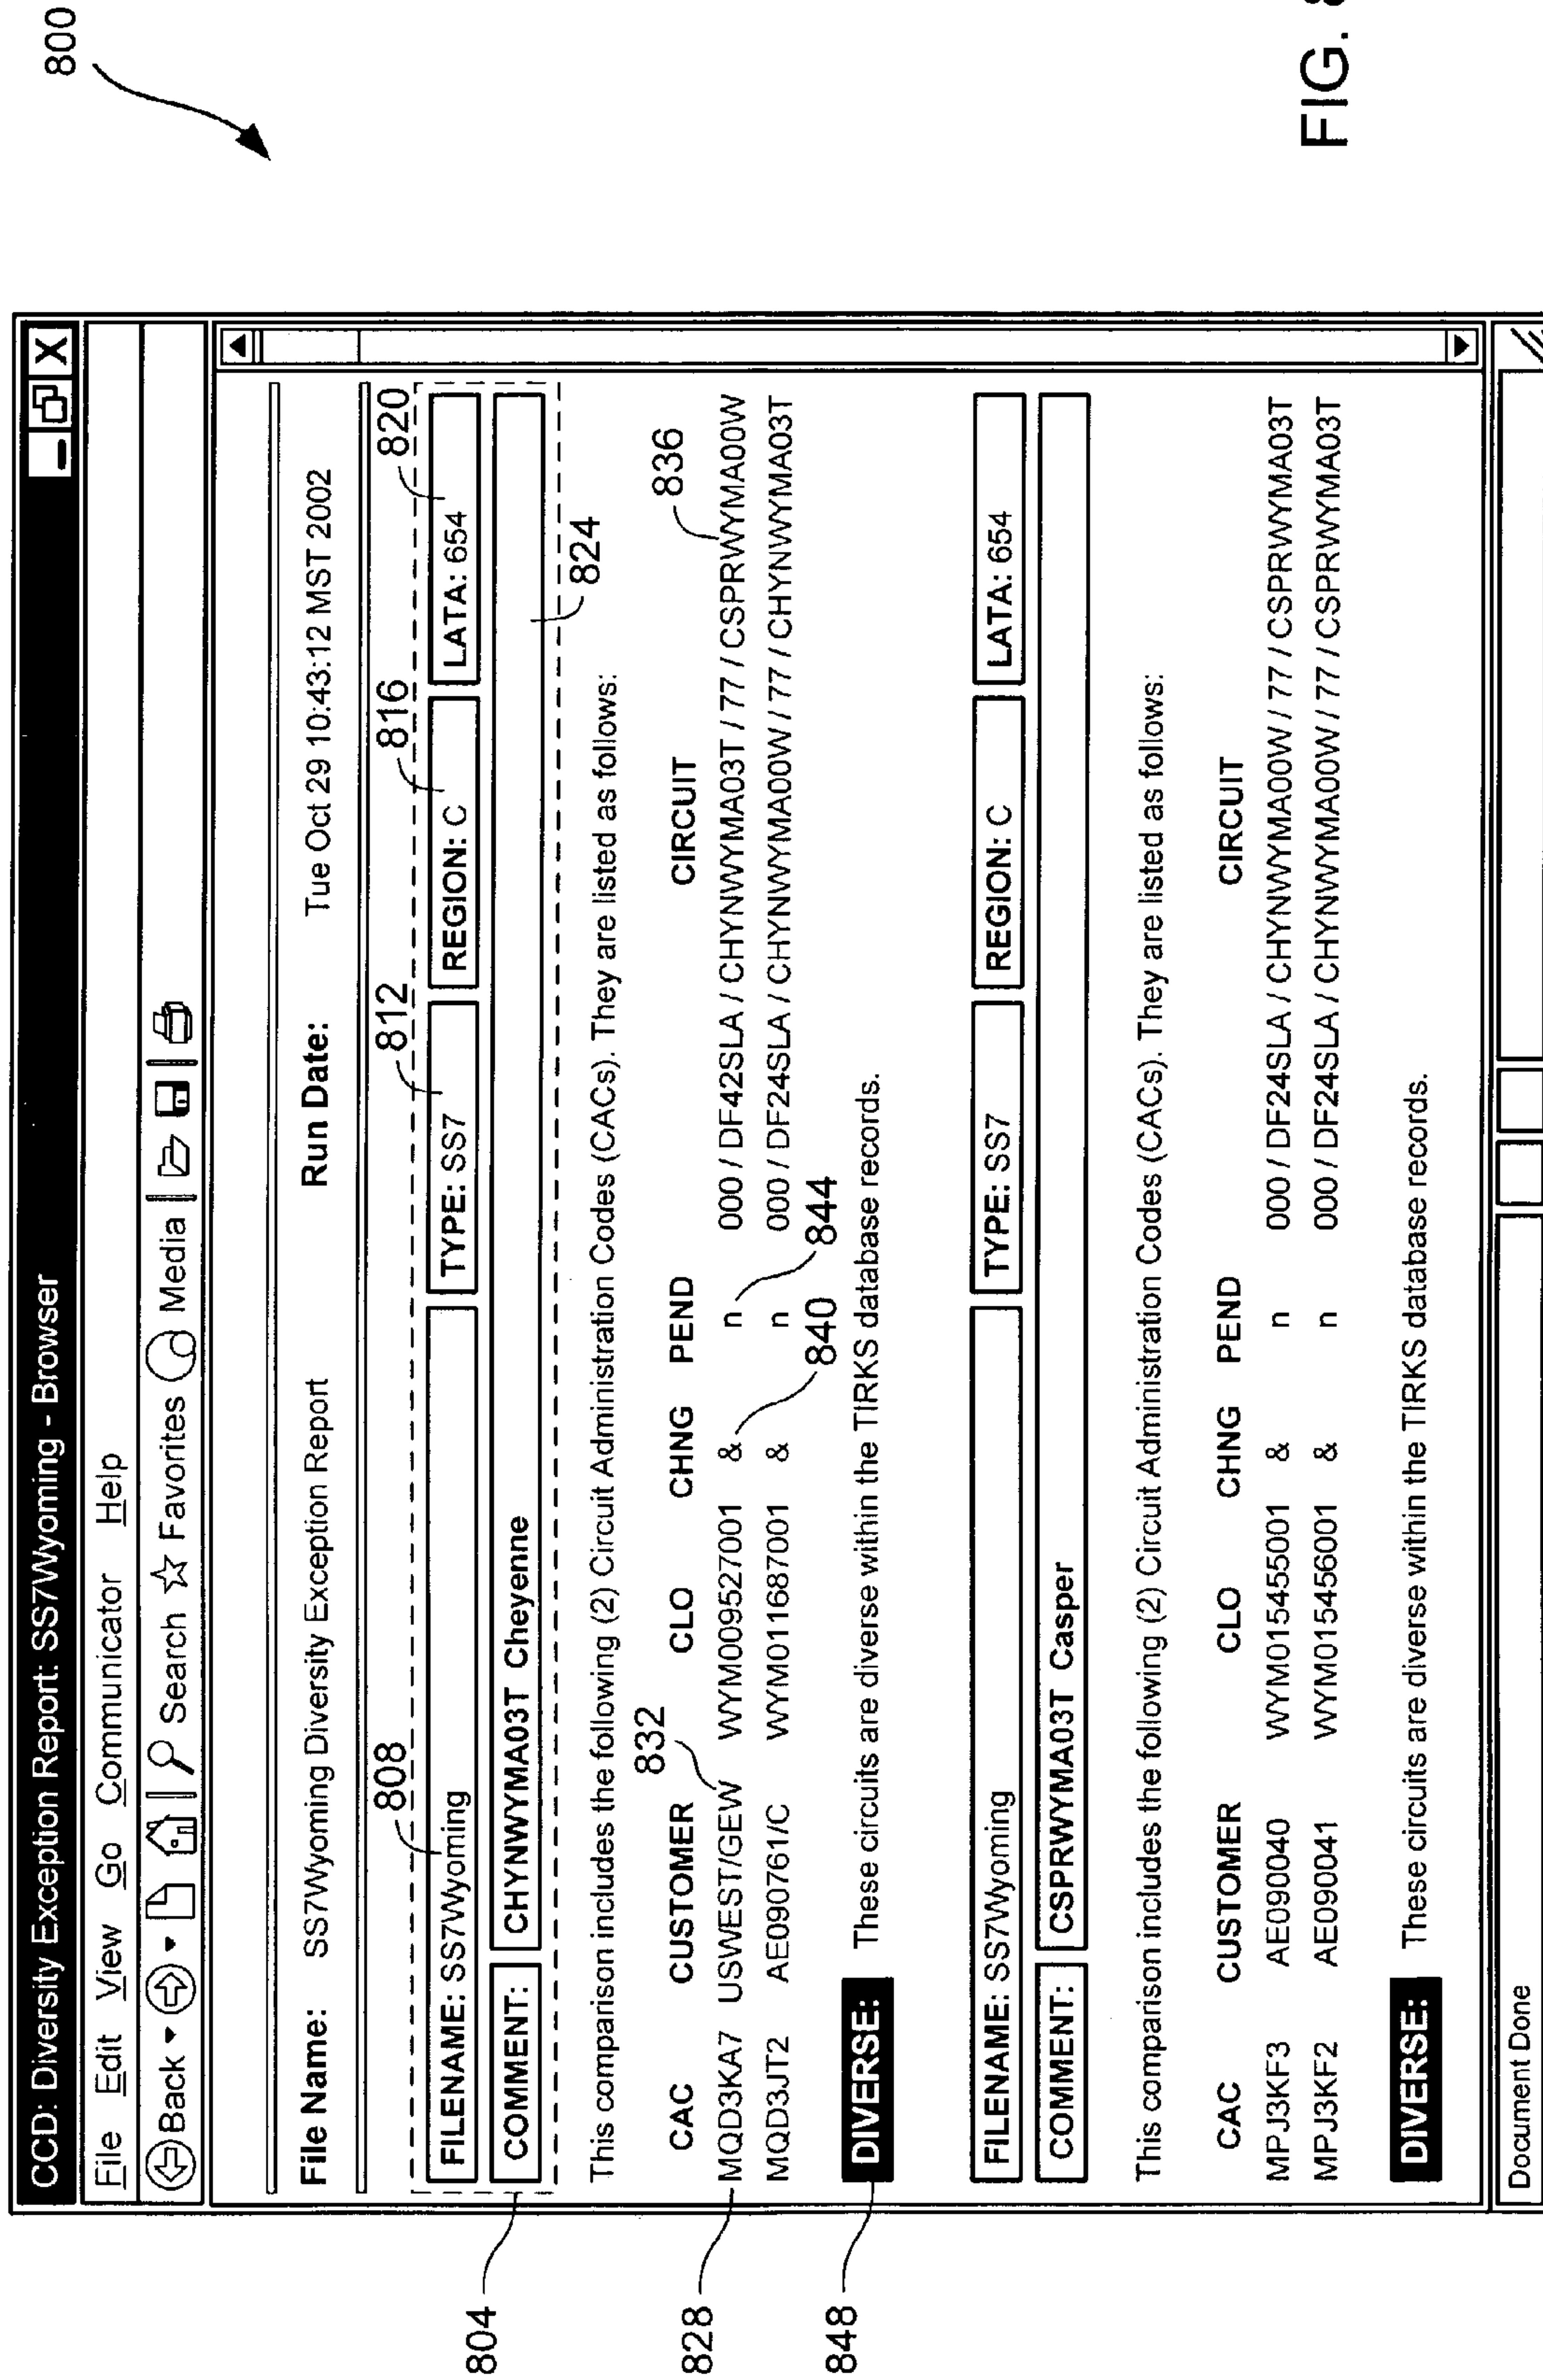 800
CCD: Diversity Exception Report: SS7Wyoming - Browser
File Edit View Go Communicator Help
Back Search Favorites Media
File Name: SS7Wyoming Diversity Exception Report Run Date: Tue Oct 29 10:43:12 MST 2002
808 812 816 820
FILENAME: SS7Wyoming TYPE: SS7 REGION: C LATA: 654
804
COMMENT: CHYNWYMA03T Cheyenne
824
This comparison includes the following (2) Circuit Administration Codes (CACs). They are listed as follows:
832 836
CAC CUSTOMER CLO CHNG PEND CIRCUIT
828
MQD3KA7 USWEST/GEW WYM009527001 & n 000 / DF42SLA / CHYNWYMA03T / 77 / CSPRWYMA00W
MQD3JT2 AE090761/C WYM011687001 & n 000 / DF24SLA / CHYNWYMA00W / 77 / CHYNWYMA03T
840 844
848
DIVERSE: These circuits are diverse within the TIRKS database records.
FILENAME: SS7Wyoming TYPE: SS7 REGION: C LATA: 654
COMMENT: CSPRWYMA03T Casper
This comparison includes the following (2) Circuit Administration Codes (CACs). They are listed as follows:
CAC CUSTOMER CLO CHNG PEND CIRCUIT
MPJ3KF3 AE090040 WYM015455001 & n 000 / DF24SLA / CHYNWYMA00W / 77 / CSPRWYMA03T
MPJ3KF2 AE090041 WYM015456001 & n 000 / DF24SLA / CHYNWYMA00W / 77 / CSPRWYMA03T
DIVERSE: These circuits are diverse within the TIRKS database records.
Document Done
FIG.